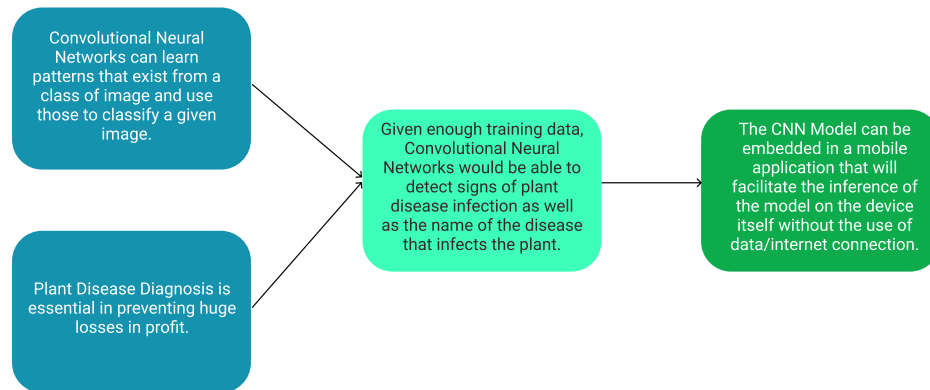 Convolutional Neural
Networks can learn
patterns that exist from a
class of image and use
those to classify a given
image.
Plant Disease Diagnosis is
essential in preventing huge
losses in profit.
Given enough training data,
Convolutional Neural
Networks would be able to
detect signs of plant
disease infection as well
as the name of the disease
that infects the plant.
The CNN Model can be
embedded in a mobile
application that will
facilitate the inference of
the model on the device
itself without the use of
data/internet connection.